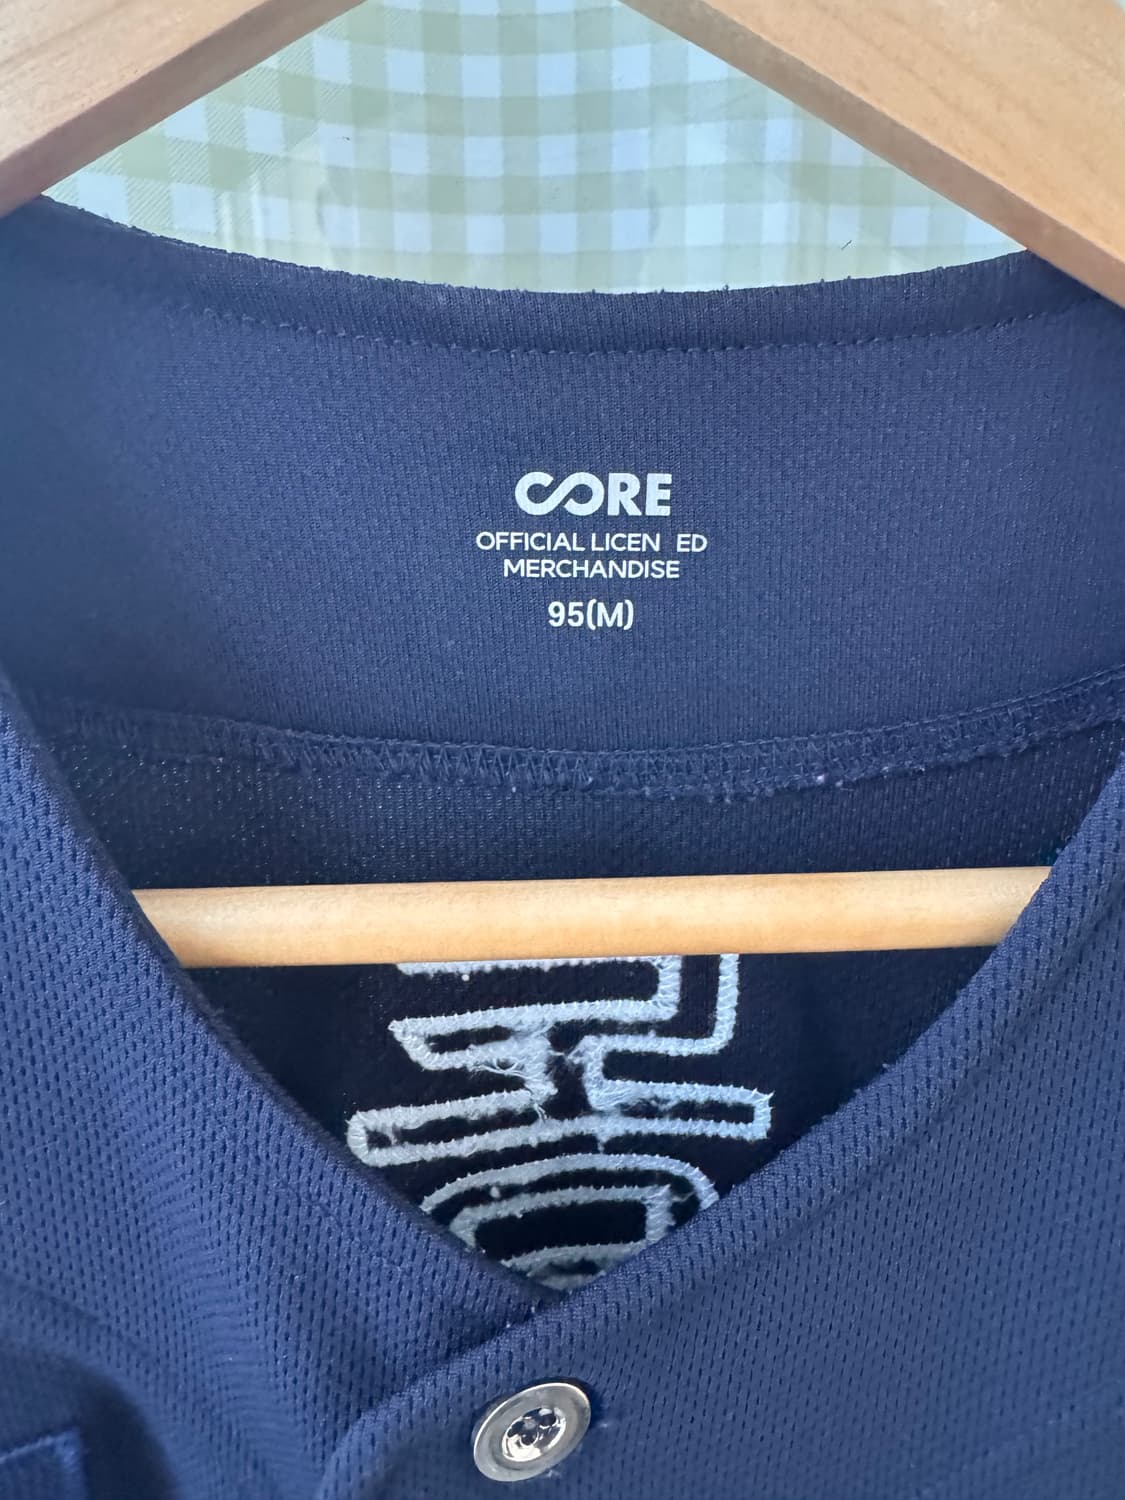 CORE
OFFICIAL LICEN ED
MERCHANDISE
95(M)